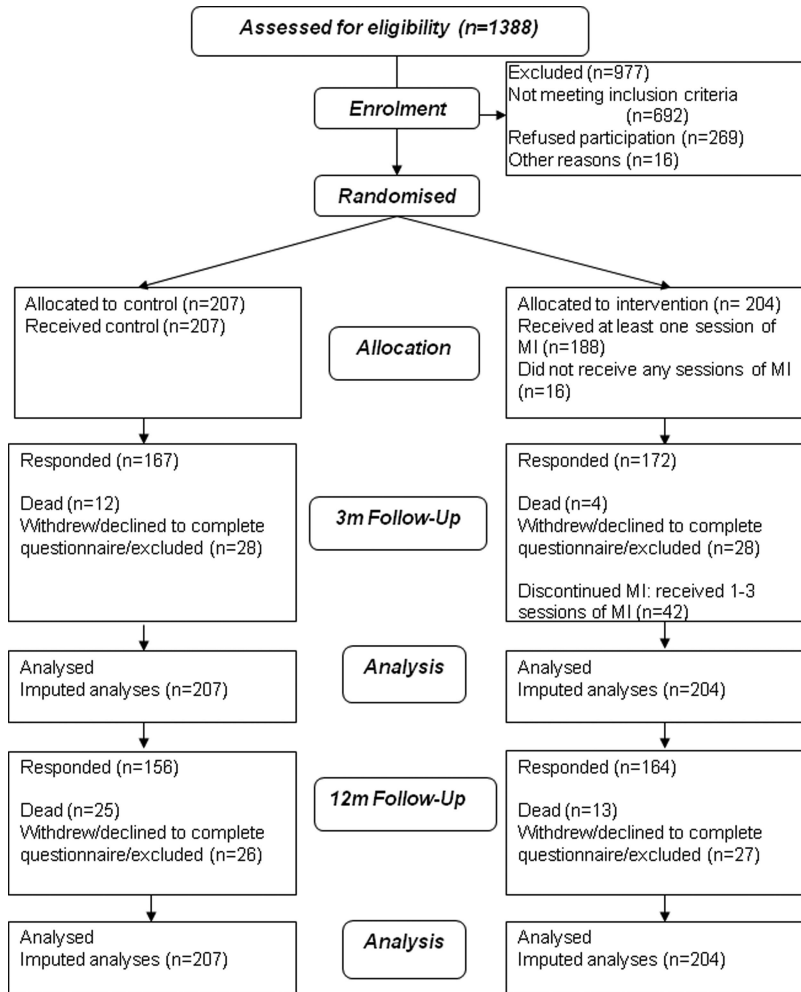 Assessed for eligibility (n=1388)
Enrolment
Excluded (n=977)
Not meeting inclusion criteria
(n=692)
Refused participation (n=269)
Other reasons (n=16)
Randomised
Allocated to control (n=207)
Received control (n=207)
Allocation
Allocated to intervention (n= 204)
Received at least one session of
MI (n=188)
Did not receive any sessions of MI
(n=16)
Responded (n=167)
Dead (n=12)
Withdrew/declined to complete
questionnaire/excluded (n=28)
3m Follow-Up
Responded (n=172)
Dead (n=4)
Withdrew/declined to complete
questionnaire/excluded (n=28)
Discontinued MI: received 1-3
sessions of MI (n=42)
Analysed
Imputed analyses (n=207)
Analysis
Analysed
Imputed analyses (n=204)
Responded (n=156)
Dead (n=25)
Withdrew/declined to complete
questionnaire/excluded (n=26)
12m Follow-Up
Responded (n=164)
Dead (n=13)
Withdrew/declined to complete
questionnaire/excluded (n=27)
Analysed
Imputed analyses (n=207)
Analysis
Analysed
Imputed analyses (n=204)